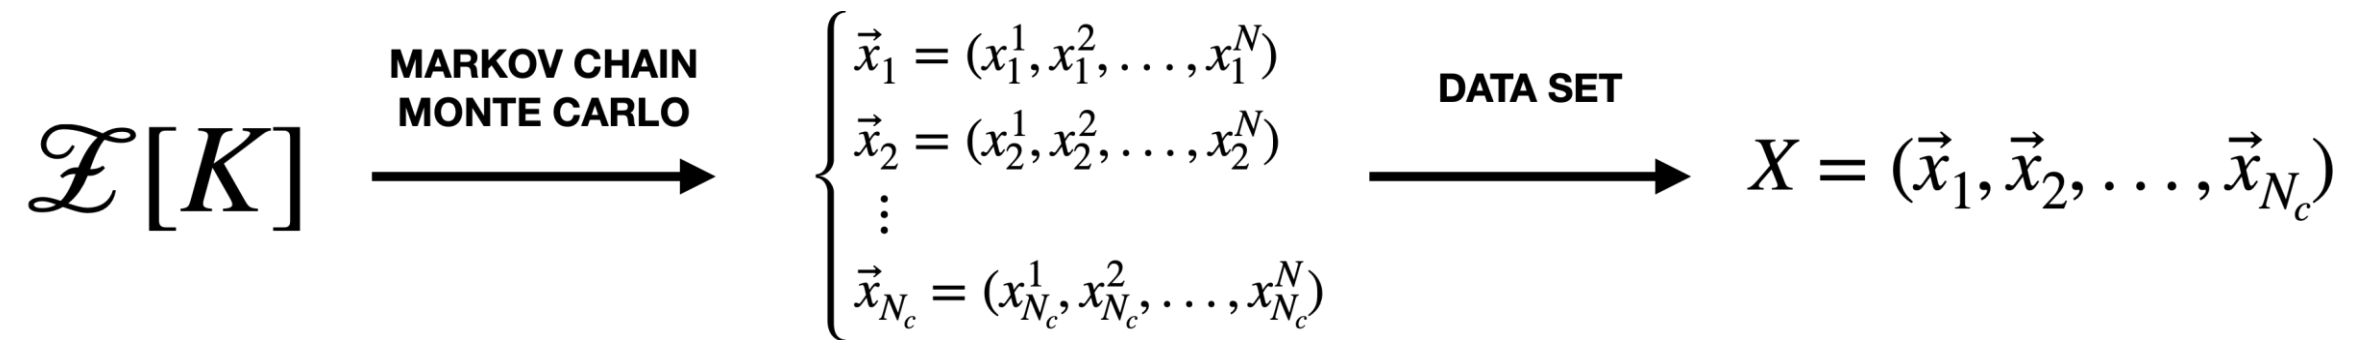 𝒵[K]
MARKOV CHAIN
MONTE CARLO
x⃗₁ = (x₁¹, x₁², . . . , x₁ᴺ)
x⃗₂ = (x₂¹, x₂², . . . , x₂ᴺ)
⋮
x⃗_{N_c} = (x_{N_c}^1, x_{N_c}^2, . . . , x_{N_c}^N)
DATA SET
X = (x⃗₁, x⃗₂, . . . , x⃗_{N_c})